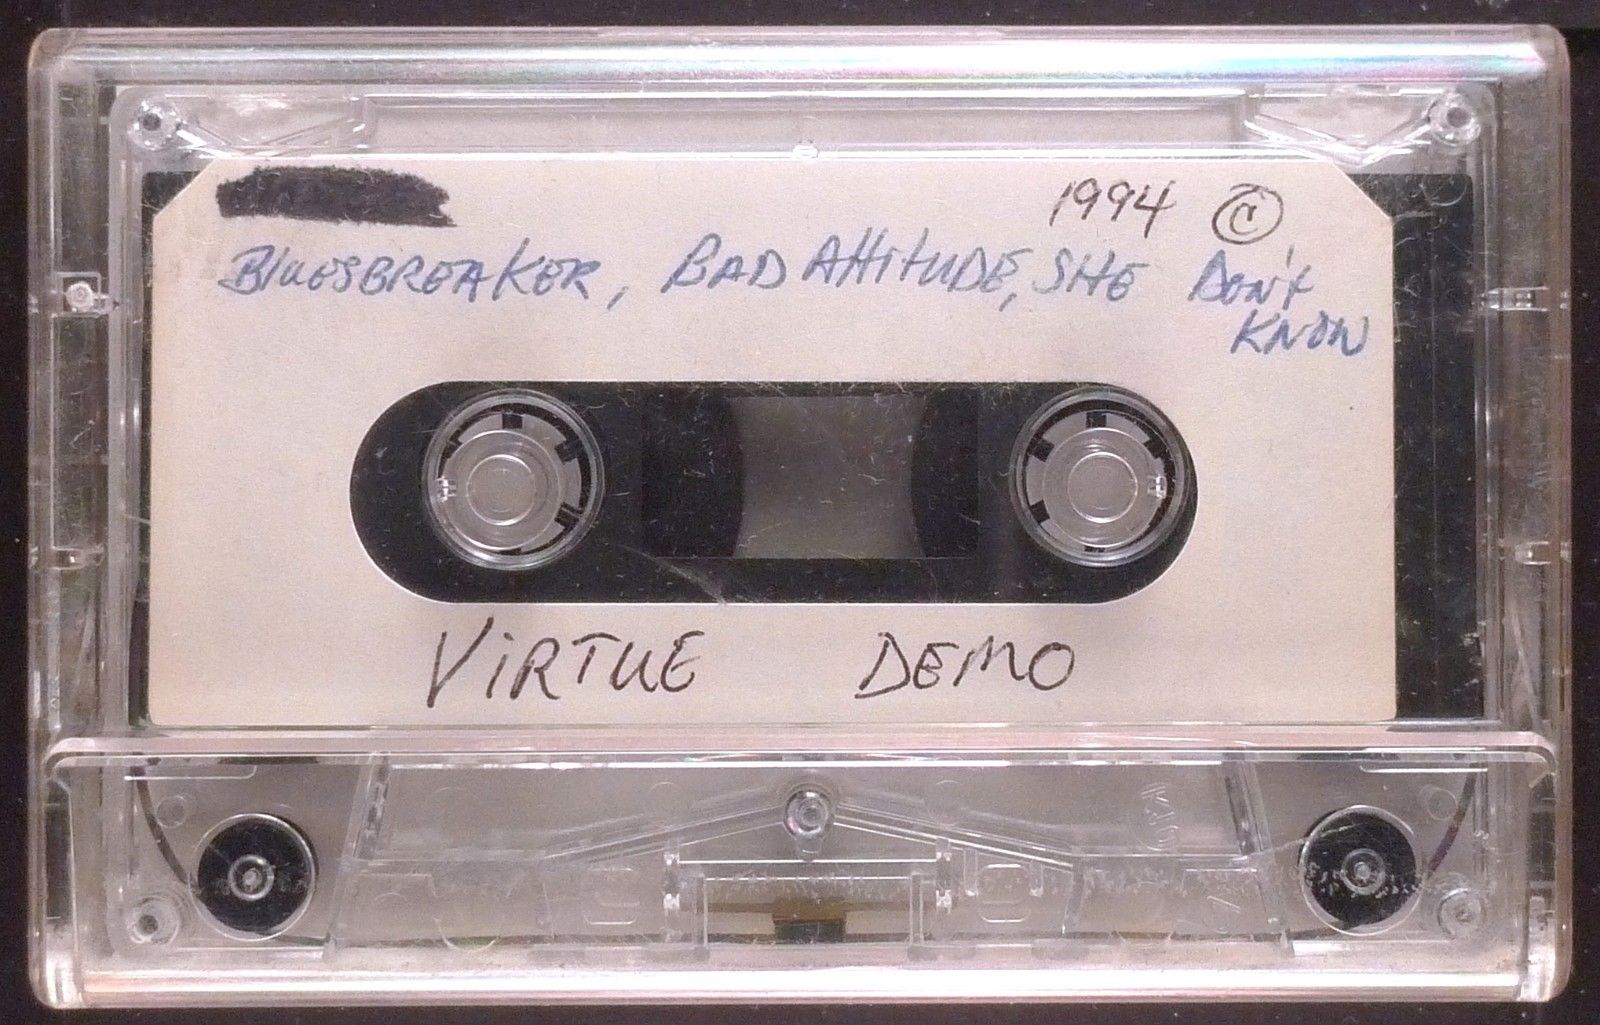 1994 ©
BLUESBREAKER, BAD ATTITUDE, SHE DON'T
KNOW
VIRTUE DEMO